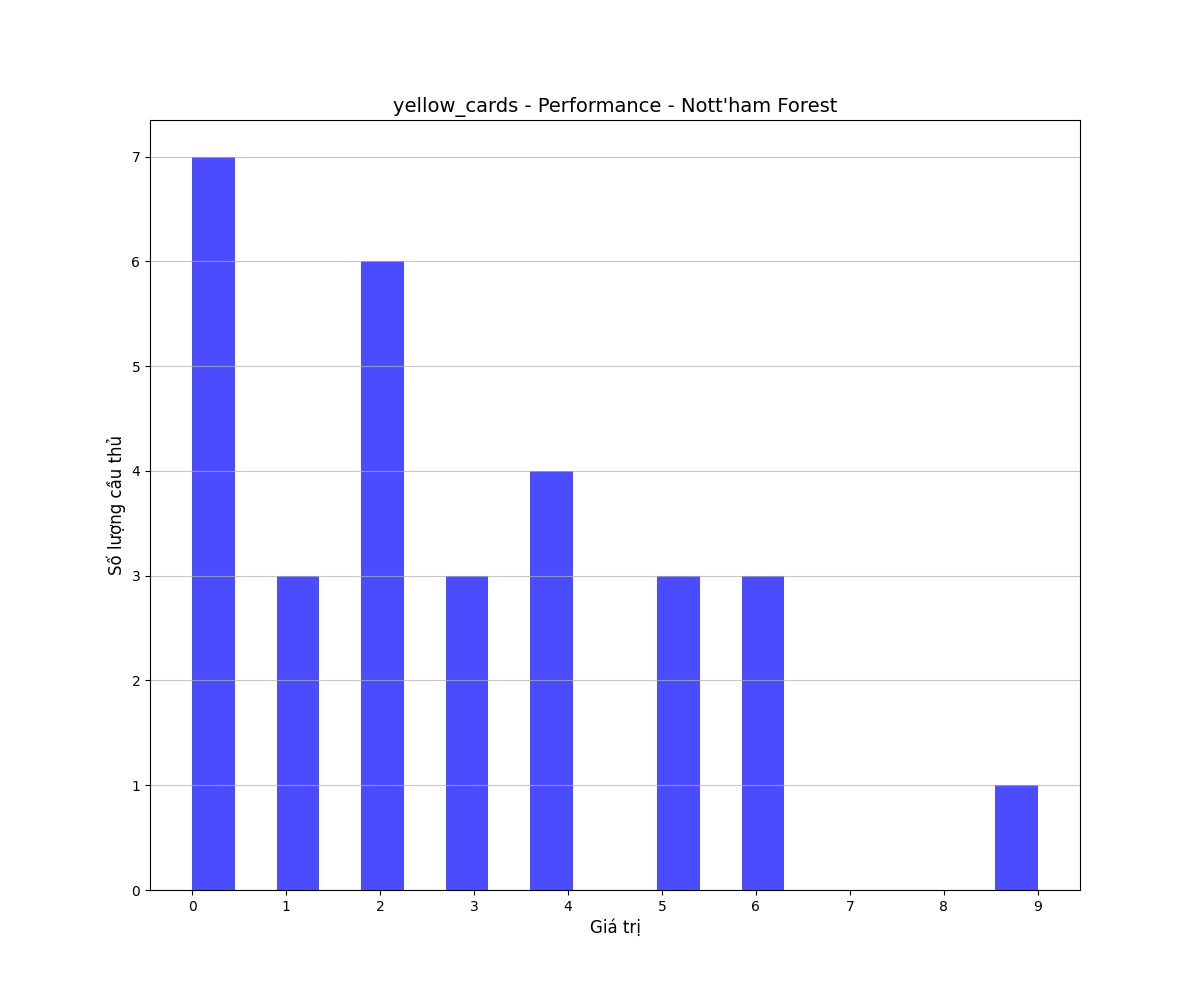 yellow_cards - Performance - Nott'ham Forest
7
6
5
4
3
2
1
0
Số lượng cầu thủ
0 1 2 3 4 5 6 7 8 9
Giá trị